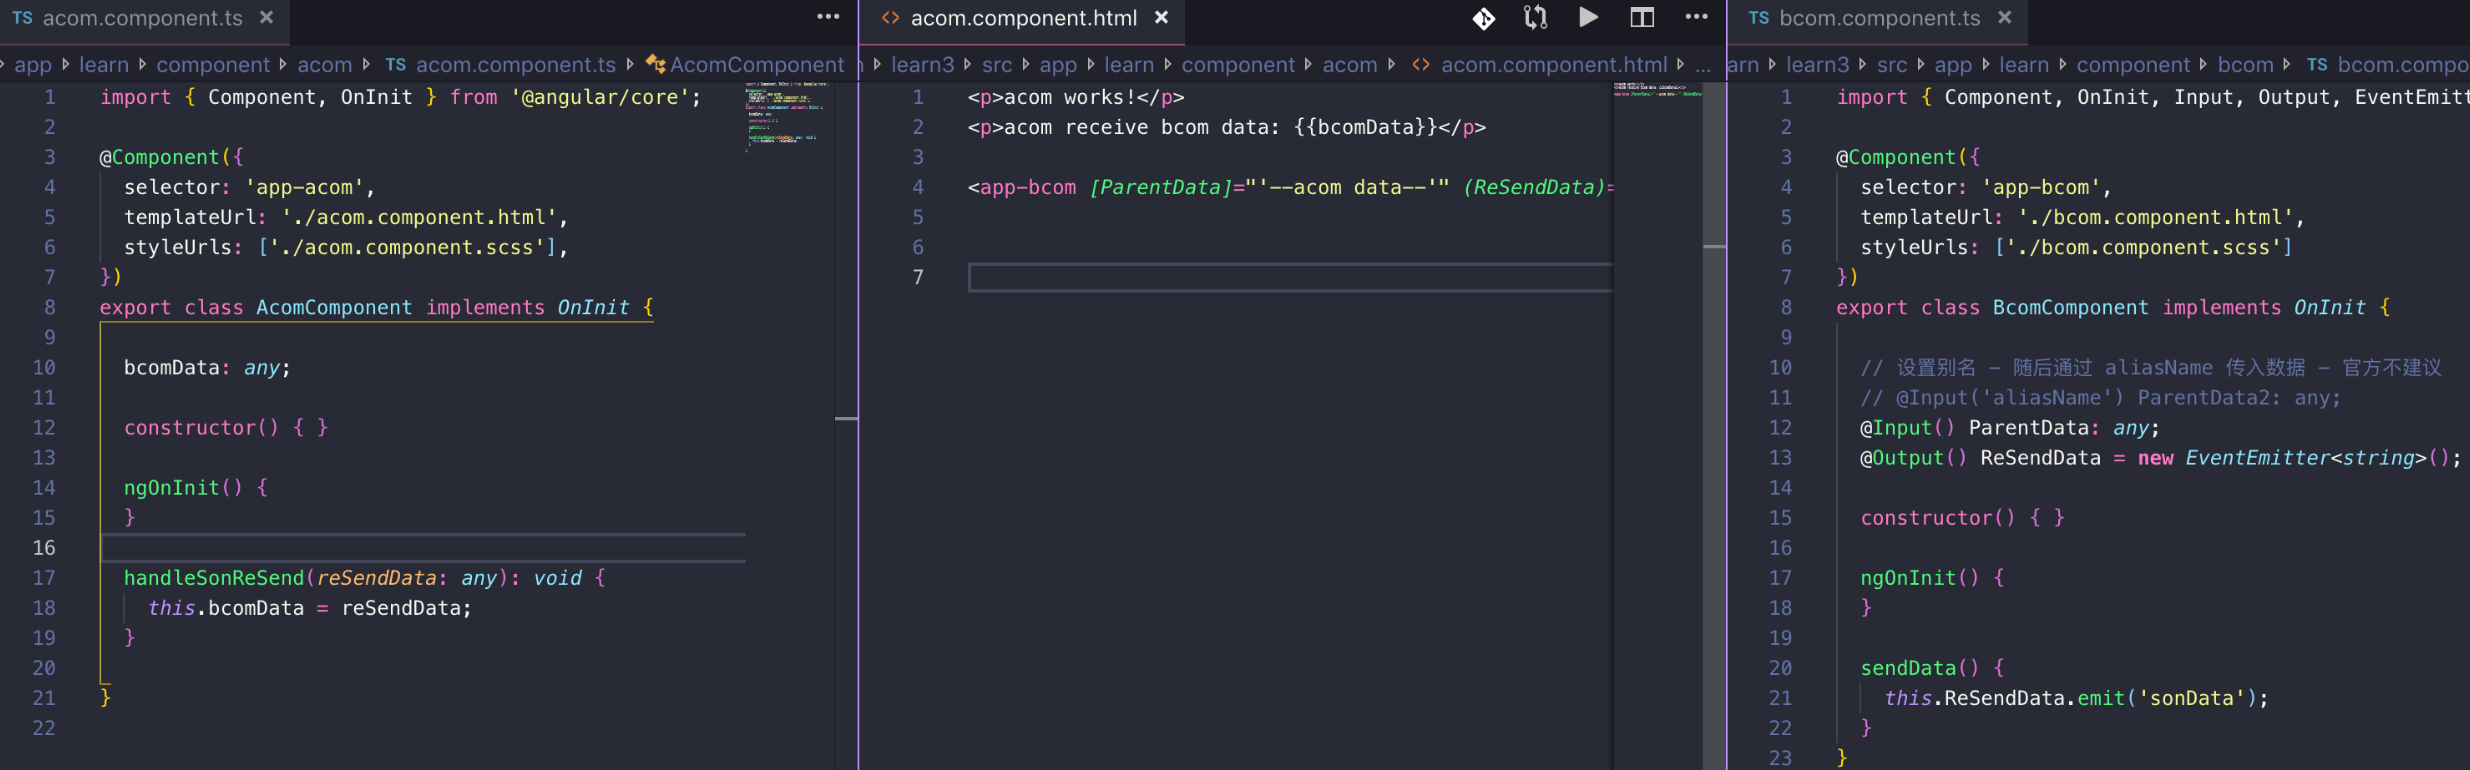 acom.component.ts
app learn component acom TS acom.component.ts AcomComponent
1 import { Component, OnInit } from '@angular/core';
2
3 @Component({
4 selector: 'app-acom',
5 templateUrl: './acom.component.html',
6 styleUrls: ['./acom.component.scss'],
7 })
8 export class AcomComponent implements OnInit {
9
10 bcomData: any;
11
12 constructor() { }
13
14 ngOnInit() {
15 }
16
17 handleSonReSend(reSendData: any): void {
18 this.bcomData = reSendData;
19 }
20
21 }
22
<> acom.component.html
learn3 src app learn component acom <> acom.component.html ...
1 <p>acom works!</p>
2 <p>acom receive bcom data: {{bcomData}}</p>
3
4 <app-bcom [ParentData]="'--acom data--'" (ReSendData)=
5
6
7
TS bcom.component.ts
arn learn3 src app learn component bcom TS bcom.compo
1 import { Component, OnInit, Input, Output, EventEmitt
2
3 @Component({
4 selector: 'app-bcom',
5 templateUrl: './bcom.component.html',
6 styleUrls: ['./bcom.component.scss']
7 })
8 export class BcomComponent implements OnInit {
9
10 // 设置别名 - 随后通过 aliasName 传入数据 - 官方不建议
11 // @Input('aliasName') ParentData2: any;
12 @Input() ParentData: any;
13 @Output() ReSendData = new EventEmitter<string>();
14
15 constructor() { }
16
17 ngOnInit() {
18 }
19
20 sendData() {
21 this.ReSendData.emit('sonData');
22 }
23 }